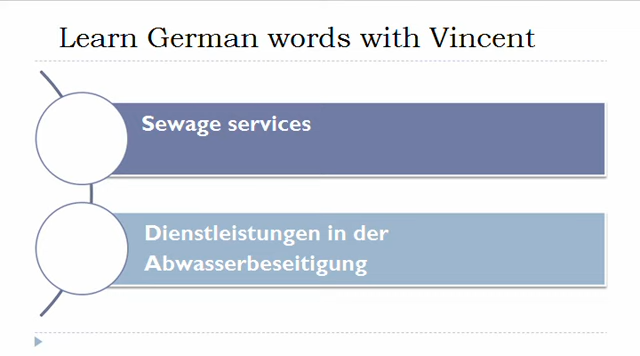 Learn German words with Vincent
Sewage services
Dienstleistungen in der
Abwasserbeseitigung